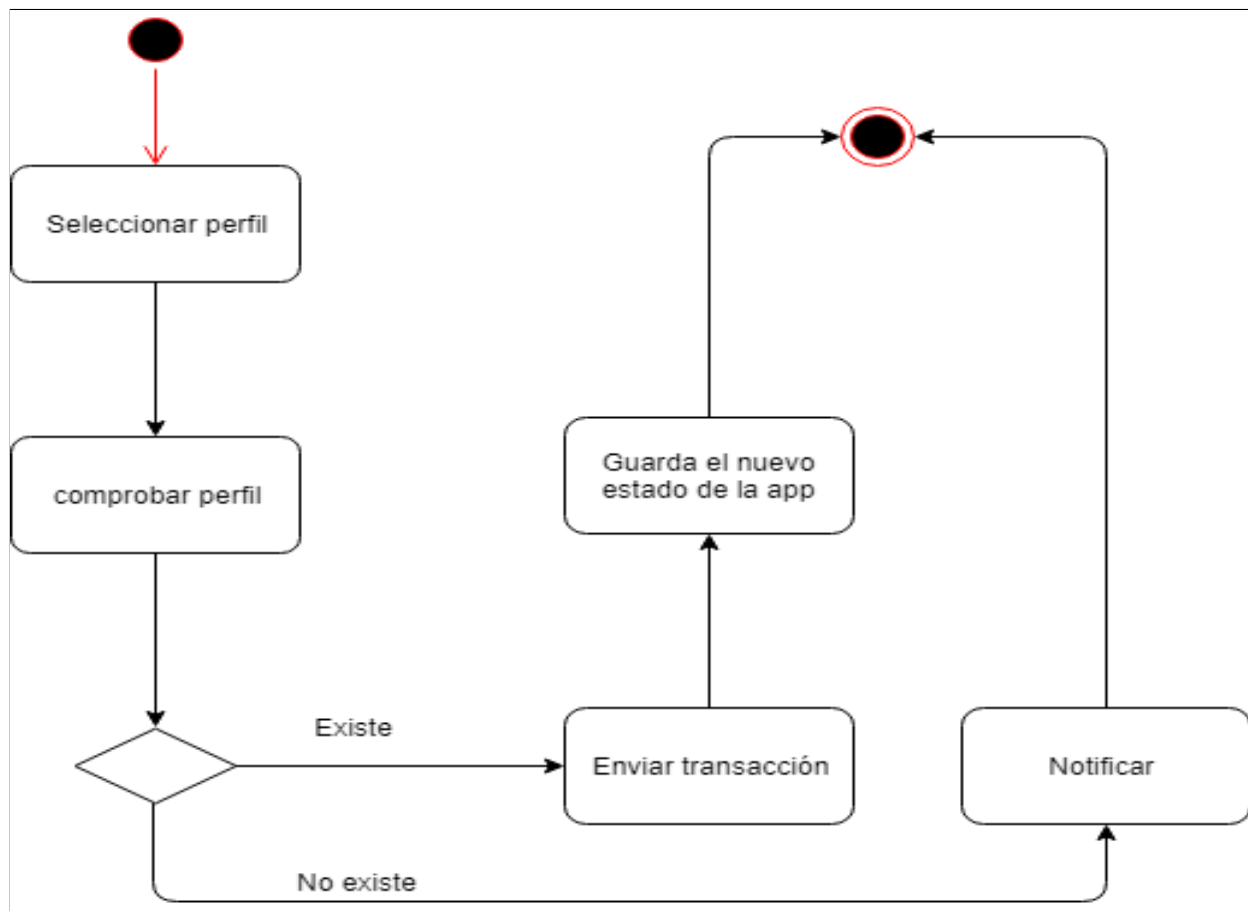 Seleccionar perfil
comprobar perfil
Existe
No existe
Enviar transacción
Guarda el nuevo
estado de la app
Notificar